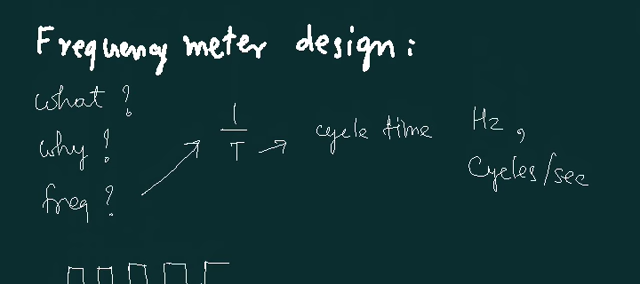 Frequency meter design:
what?
why?
freq? → 1/T → cycle time Hz,
Cycles/sec